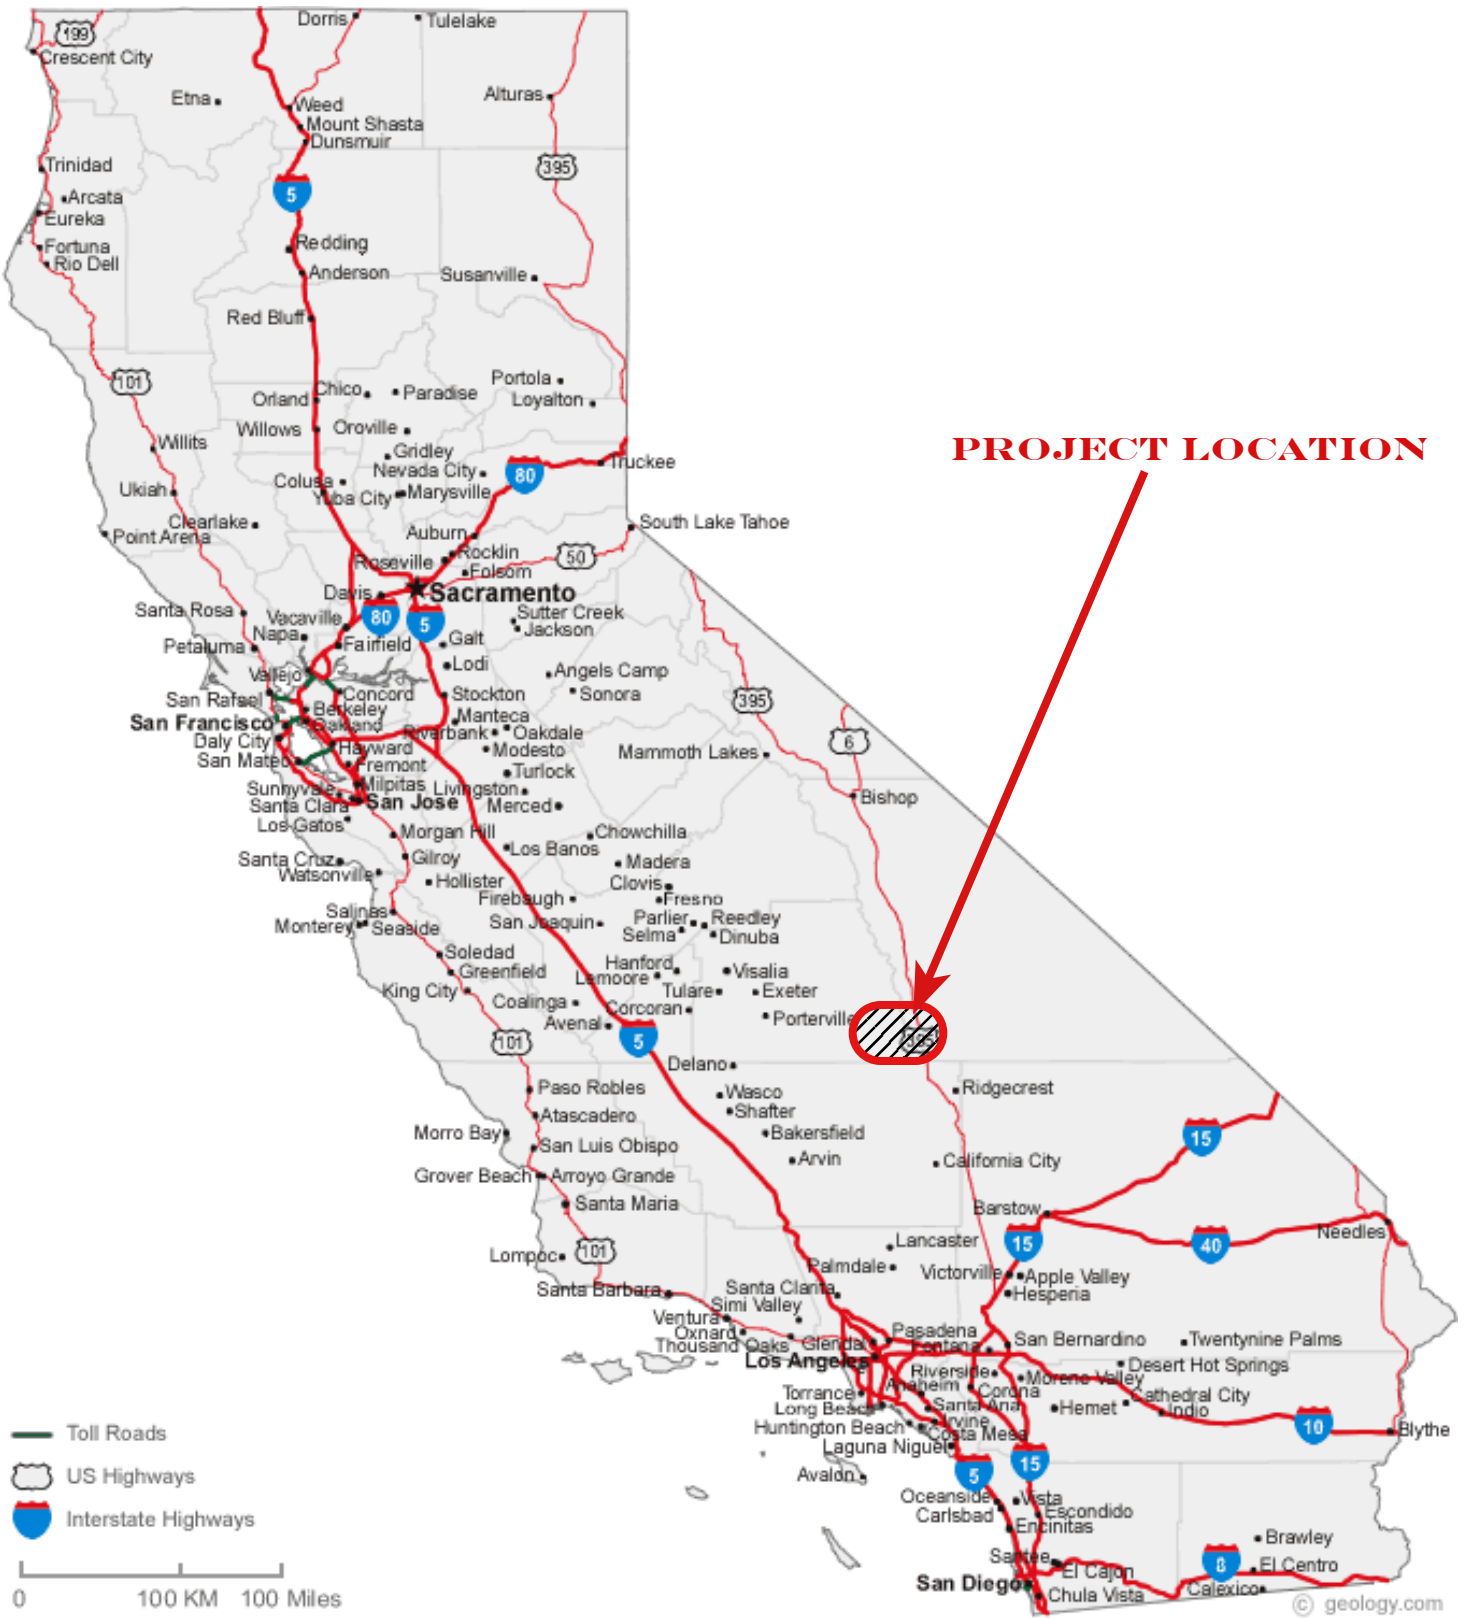 Dorris
Tulelake
199
Crescent City
Etna
Weed
Alturas
Mount Shasta
Dunsmuir
Trinidad
395
5
Arcata
Eureka
Redding
Fortuna
Rio Dell
Anderson
Susanville
Red Bluff
101
Chico
Paradise
Portola
Orland
Loyalton
Willows
Oroville
Willits
PROJECT LOCATION
Gridley
Nevada City
80
Truckee
Ukiah
Colusa
Yuba City
Marysville
Clearlake
South Lake Tahoe
Point Arena
Auburn
Rocklin
50
Roseville
Folsom
Davis
Sacramento
Santa Rosa
Vacaville
80
5
Sutter Creek
Napa
Jackson
Petaluma
Fairfield
Galt
Vallejo
Lodi
Angels Camp
San Rafael
Concord
Stockton
Sonora
395
Berkeley
San Francisco
Oakland
Manteca
Riverbank
Oakdale
Daly City
Hayward
Modesto
Mammoth Lakes
6
San Mateo
Fremont
Turlock
Sunnyvale
Milpitas
Livingston
Bishop
Santa Clara
San Jose
Merced
Los Gatos
Morgan Hill
Chowchilla
Santa Cruz
Gilroy
Los Banos
Madera
Watsonville
Hollister
Clovis
Firebaugh
Fresno
Salinas
San Joaquin
Parlier
Reedley
Monterey
Seaside
Selma
Dinuba
Soledad
Greenfield
Hanford
Visalia
Lemoore
King City
Coalinga
Tulare
Exeter
Corcoran
Avenal
Porterville
101
5
395
Delano
Paso Robles
Wasco
Ridgecrest
Atascadero
Shafter
Morro Bay
Bakersfield
15
San Luis Obispo
Arvin
California City
Grover Beach
Arroyo Grande
Santa Maria
Barstow
Needles
Lompoc
101
Lancaster
15
40
Palmdale
Victorville
Apple Valley
Santa Barbara
Santa Clarita
Hesperia
Simi Valley
Ventura
Oxnard
Pasadena
Thousand Oaks
Glendal
Fontana
San Bernardino
Twentynine Palms
Los Angeles
Desert Hot Springs
Riverside
Moreno Valley
Torrance
Anaheim
Corona
Cathedral City
Long Beach
Santa Ana
Hemet
Indio
Huntington Beach
Irvine
Costa Mesa
10
Blythe
Toll Roads
Laguna Niguel
US Highways
Avalon
5
15
Oceanside
Vista
Interstate Highways
Carlsbad
Escondido
Encinitas
Brawley
Santee
8
El Centro
El Cajon
San Diego
Calexico
Chula Vista
0
100 KM
100 Miles
© geology.com